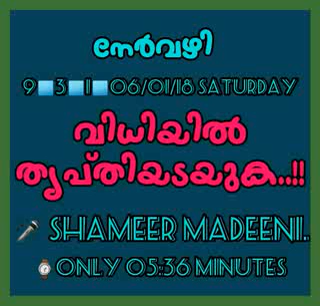 നേർവഴി
9 3 1 06/01/18 SATURDAY
വിധിയിൽ
തൃപ്തിയടയുക..!!
SHAMEER MADEENI.
ONLY 05:36 MINUTES